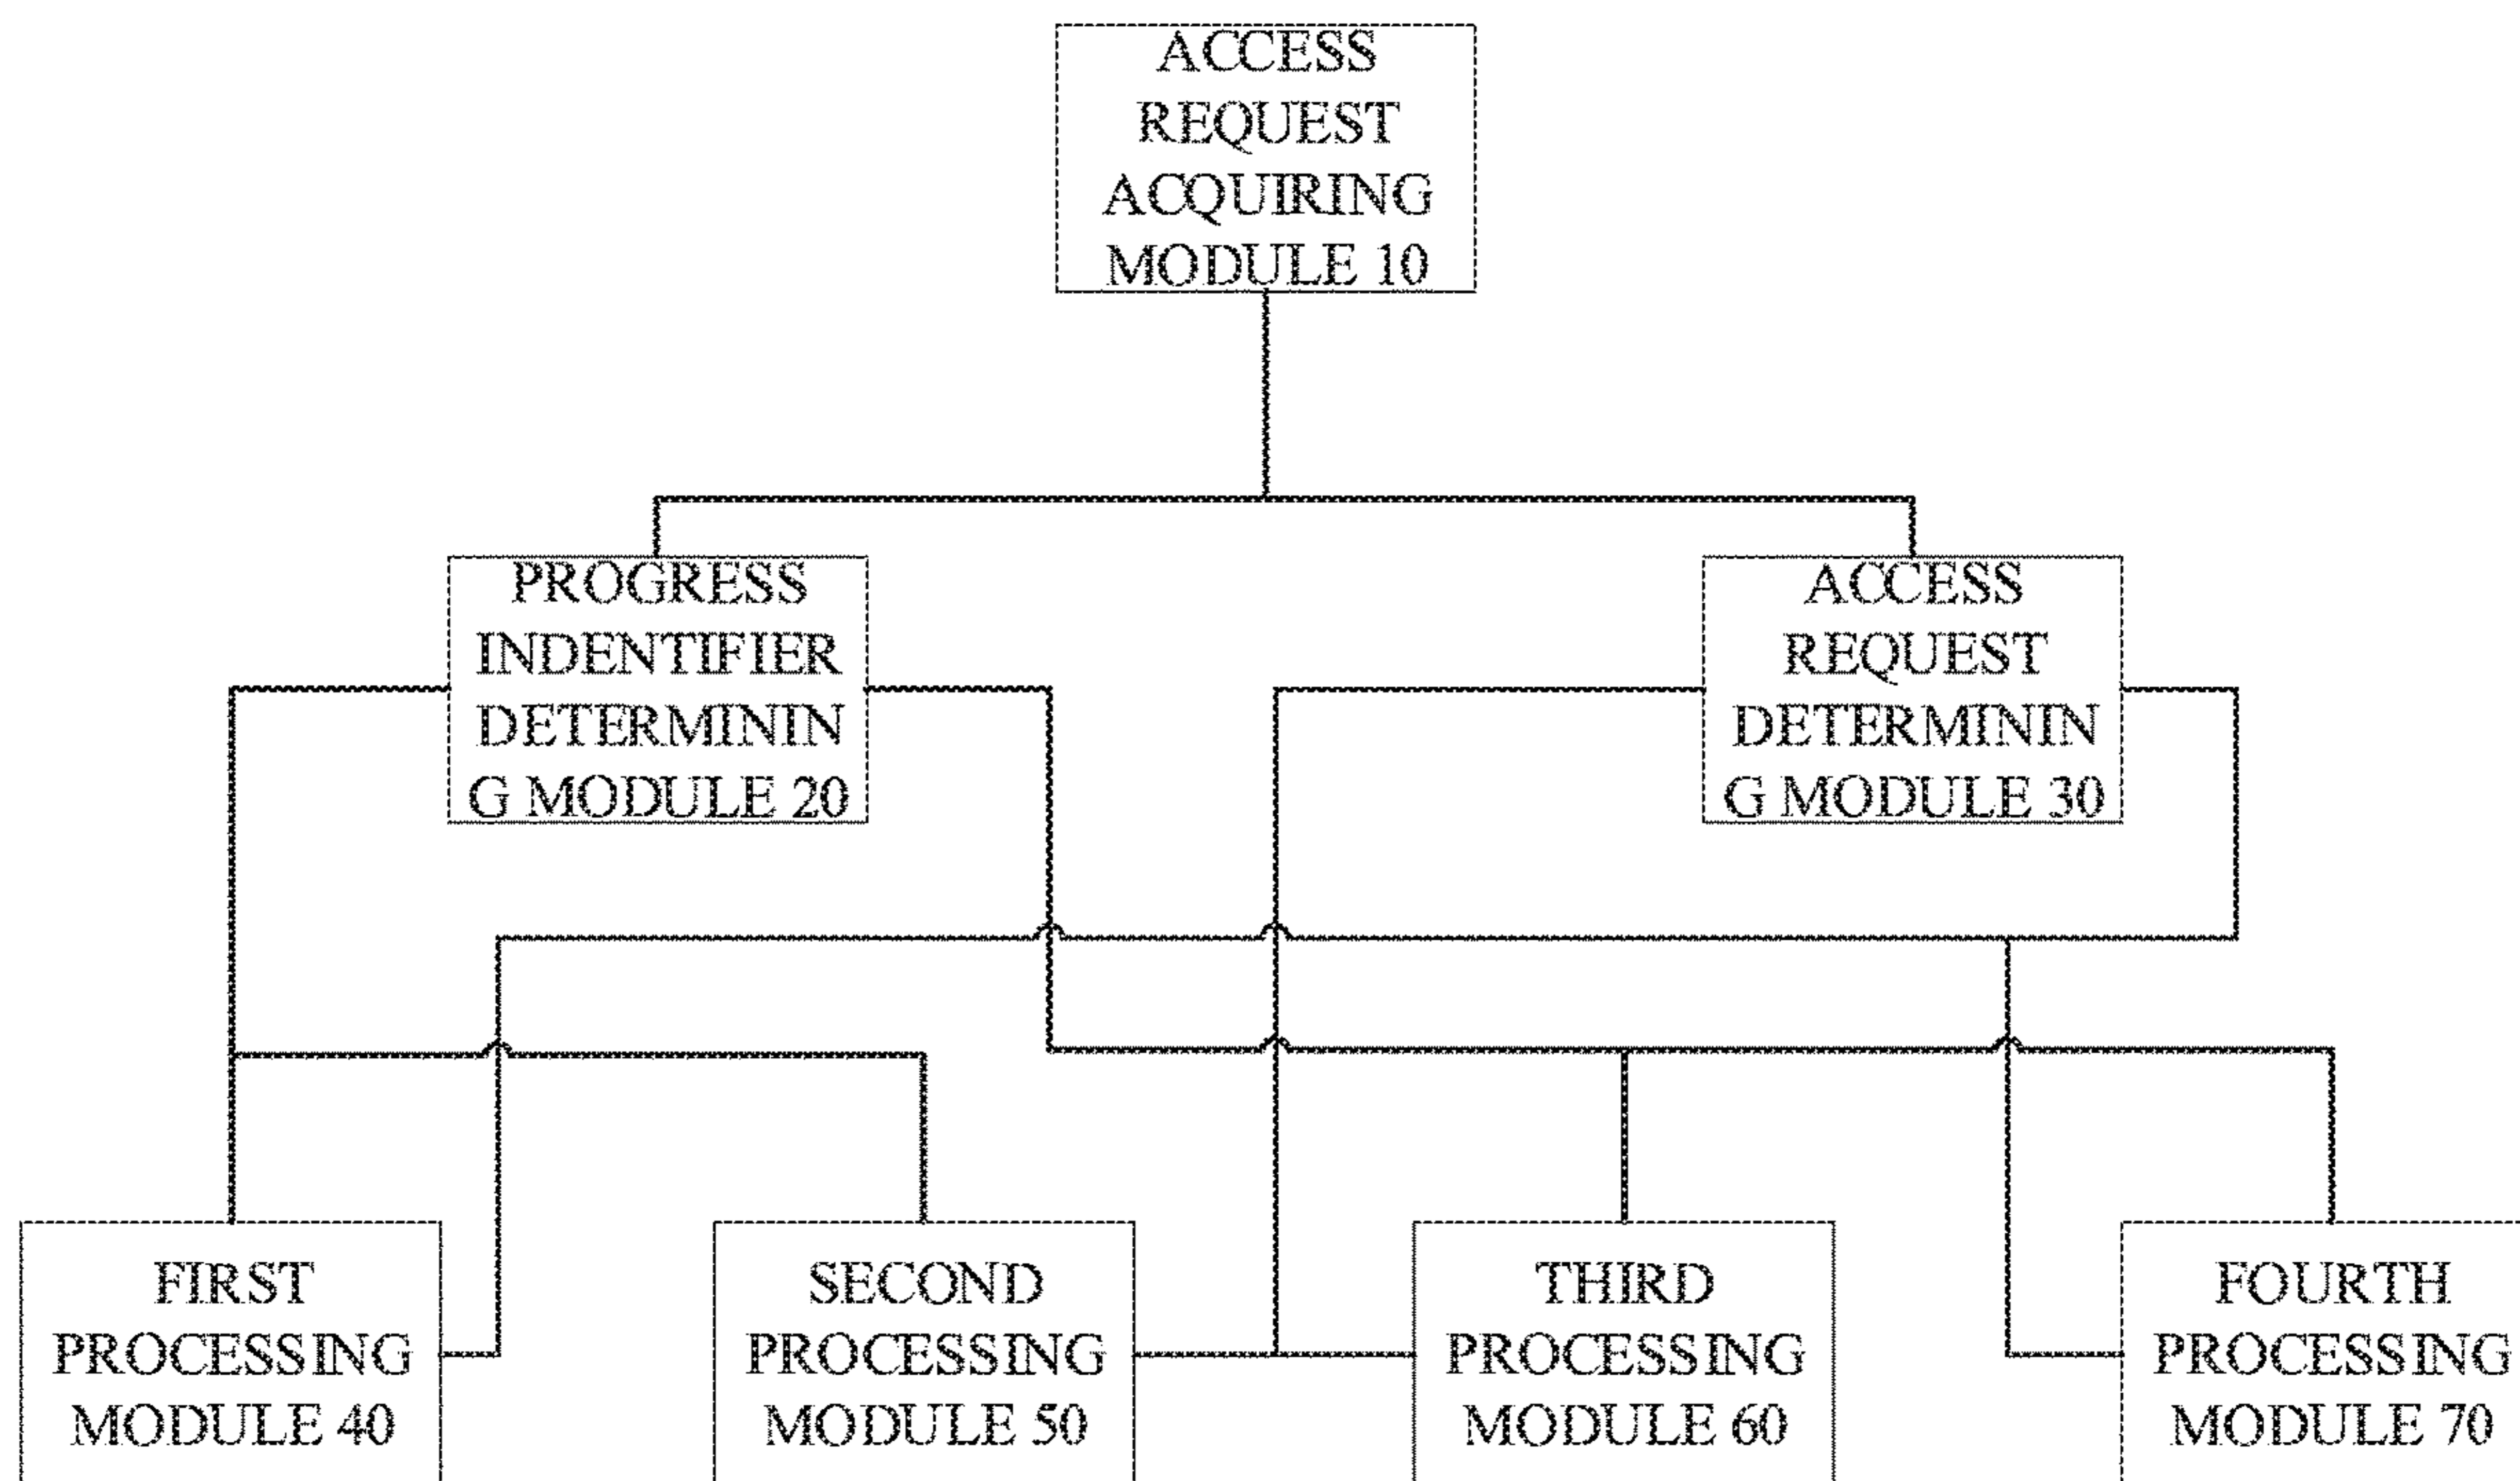 ACCESS
REQUEST
ACQUIRING
MODULE 10
PROGRESS
INDENTIFIER
DETERMININ
G MODULE 20
ACCESS
REQUEST
DETERMININ
G MODULE 30
FIRST
PROCESSING
MODULE 40
SECOND
PROCESSING
MODULE 50
THIRD
PROCESSING
MODULE 60
FOURTH
PROCESSING
MODULE 70